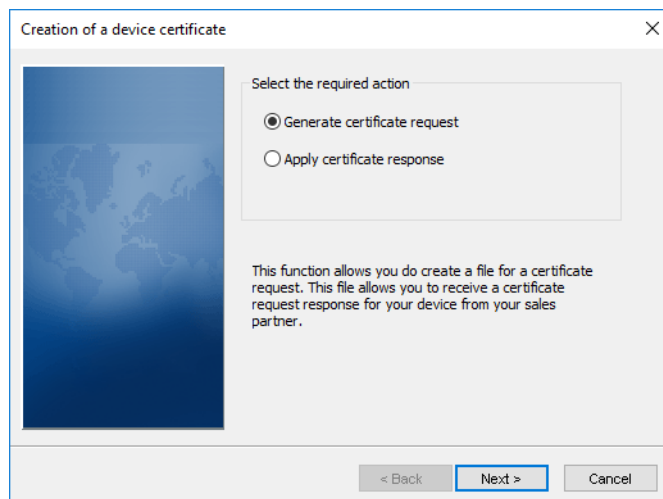 Creation of a device certificate
Select the required action
Generate certificate request
Apply certificate response
This function allows you do create a file for a certificate
request. This file allows you to receive a certificate
request response for your device from your sales
partner.
< Back
Next >
Cancel